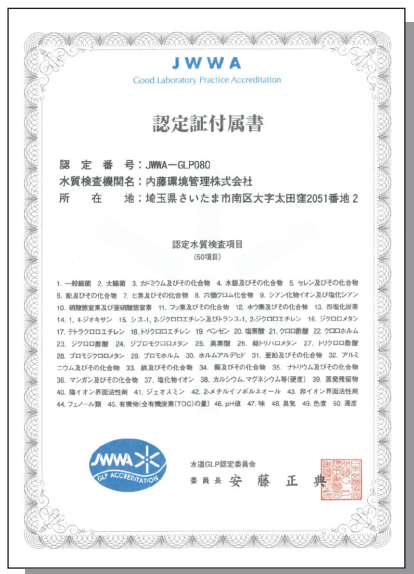 JWWA
Good Laboratory Practice Accreditation
認定証付属書
認定番号：JWWA－GLP080
水質検査機関名：内藤環境管理株式会社
所在地：埼玉県さいたま市南区大字太田窪2051番地2
認定水質検査項目
(50項目)
1. 一般細菌 2. 大腸菌 3. カドミウム及びその化合物 4. 水銀及びその化合物 5. セレン及びその化合物
6. 鉛及びその化合物 7. ヒ素及びその化合物 8. 六価クロム化合物 9. シアン化物イオン及び塩化シアン
10. 硝酸態窒素及び亜硝酸態窒素 11. フッ素及びその化合物 12. ホウ素及びその化合物 13. 四塩化炭素
14. 1, 4-ジオキサン 15. シス-1, 2-ジクロロエチレン及びトランス-1, 2-ジクロロエチレン 16. ジクロロメタン
17. テトラクロロエチレン 18. トリクロロエチレン 19. ベンゼン 20. 塩素酸 21. クロロ酢酸 22. クロロホルム
23. ジクロロ酢酸 24. ジブロモクロロメタン 25. 臭素酸 26. 総トリハロメタン 27. トリクロロ酢酸
28. ブロモジクロロメタン 29. ブロモホルム 30. ホルムアルデヒド 31. 亜鉛及びその化合物 32. アルミ
ニウム及びその化合物 33. 鉄及びその化合物 34. 銅及びその化合物 35. ナトリウム及びその化合物
36. マンガン及びその化合物 37. 塩化物イオン 38. カルシウム、マグネシウム等(硬度) 39. 蒸発残留物
40. 陰イオン界面活性剤 41. ジェオスミン 42. 2-メチルイソボルネオール 43. 非イオン界面活性剤
44. フェノール類 45. 有機物(全有機炭素(TOC)の量) 46. pH値 47. 味 48. 臭気 49. 色度 50. 濁度
JWWA
GLP ACCREDITATION
水道GLP認定委員会
委員長 安藤正典